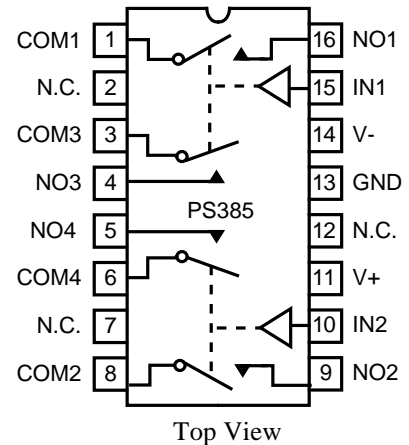 COM1 1 16 NO1
N.C. 2 15 IN1
COM3 3 14 V-
NO3 4 13 GND
PS385
NO4 5 12 N.C.
COM4 6 11 V+
N.C. 7 10 IN2
COM2 8 9 NO2
Top View